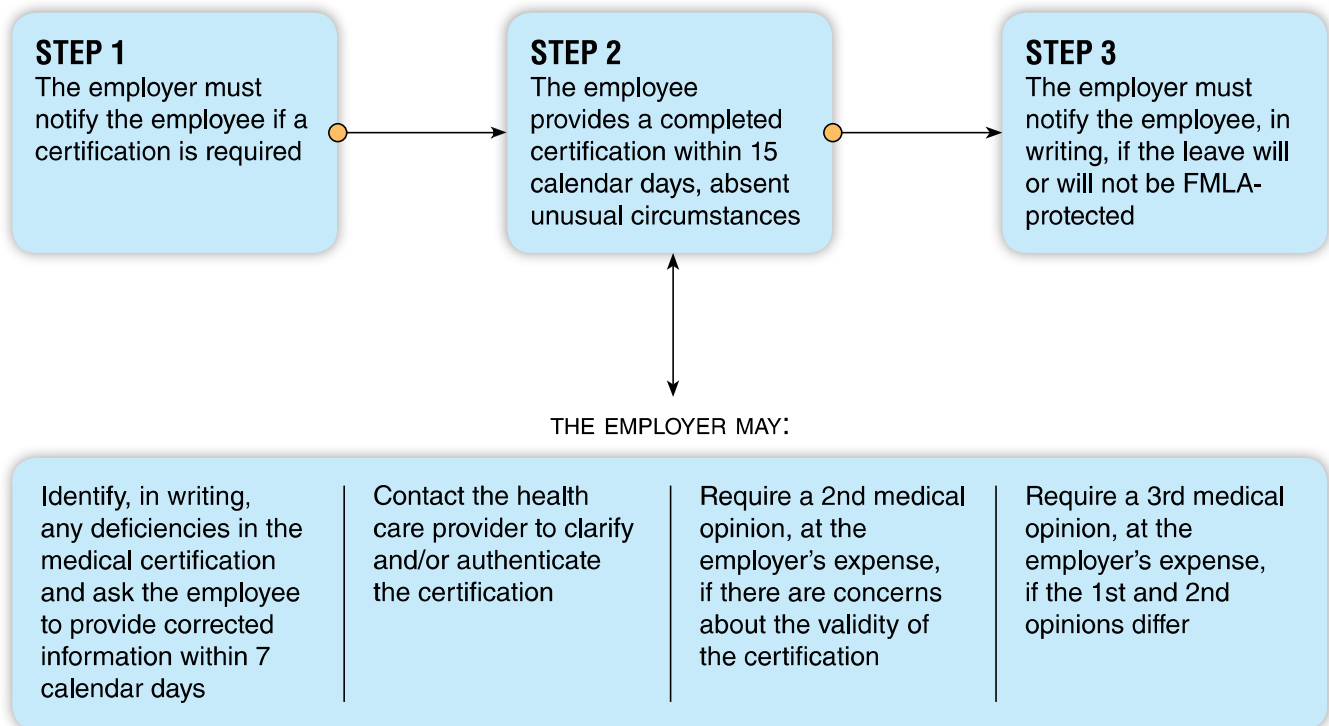 STEP 1
The employer must
notify the employee if a
certification is required
STEP 2
The employee
provides a completed
certification within 15
calendar days, absent
unusual circumstances
STEP 3
The employer must
notify the employee, in
writing, if the leave will
or will not be FMLA-
protected
THE EMPLOYER MAY:
Identify, in writing,
any deficiencies in the
medical certification
and ask the employee
to provide corrected
information within 7
calendar days
Contact the health
care provider to clarify
and/or authenticate
the certification
Require a 2nd medical
opinion, at the
employer’s expense,
if there are concerns
about the validity of
the certification
Require a 3rd medical
opinion, at the
employer’s expense,
if the 1st and 2nd
opinions differ